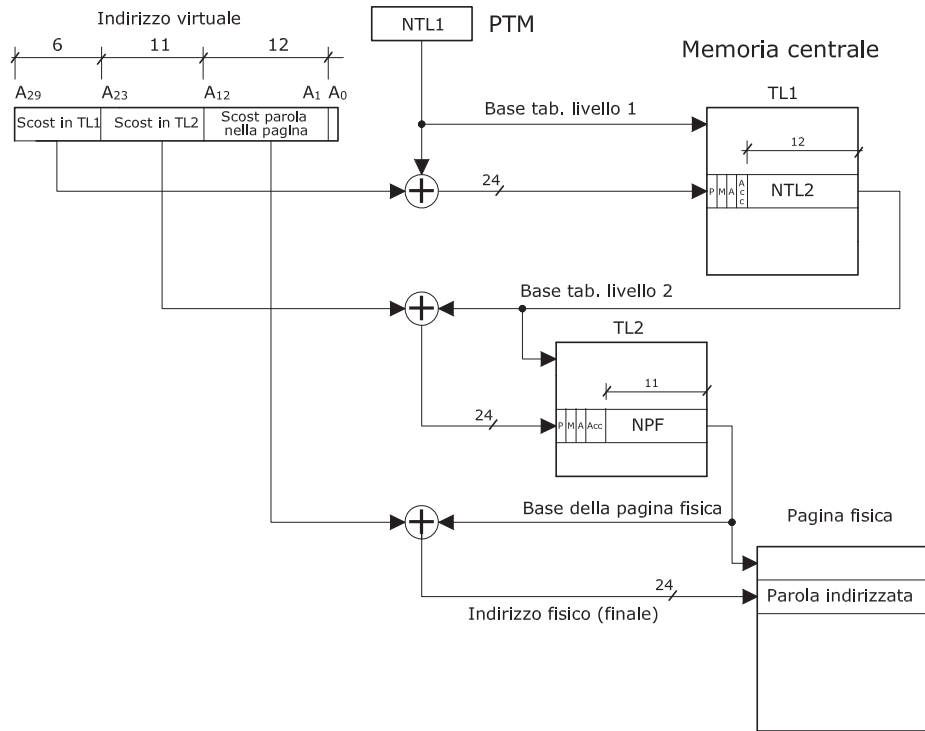 Indirizzo virtuale
6 11 12
A29 A23 A12 A1 A0
Scost in TL1 Scost in TL2 Scost parola
nella pagina
NTL1 PTM
Memoria centrale
Base tab. livello 1
TL1
12
24
P M A Acc NTL2
Base tab. livello 2
TL2
11
24
P M A Acc NPF
Base della pagina fisica
Pagina fisica
24
Indirizzo fisico (finale)
Parola indirizzata